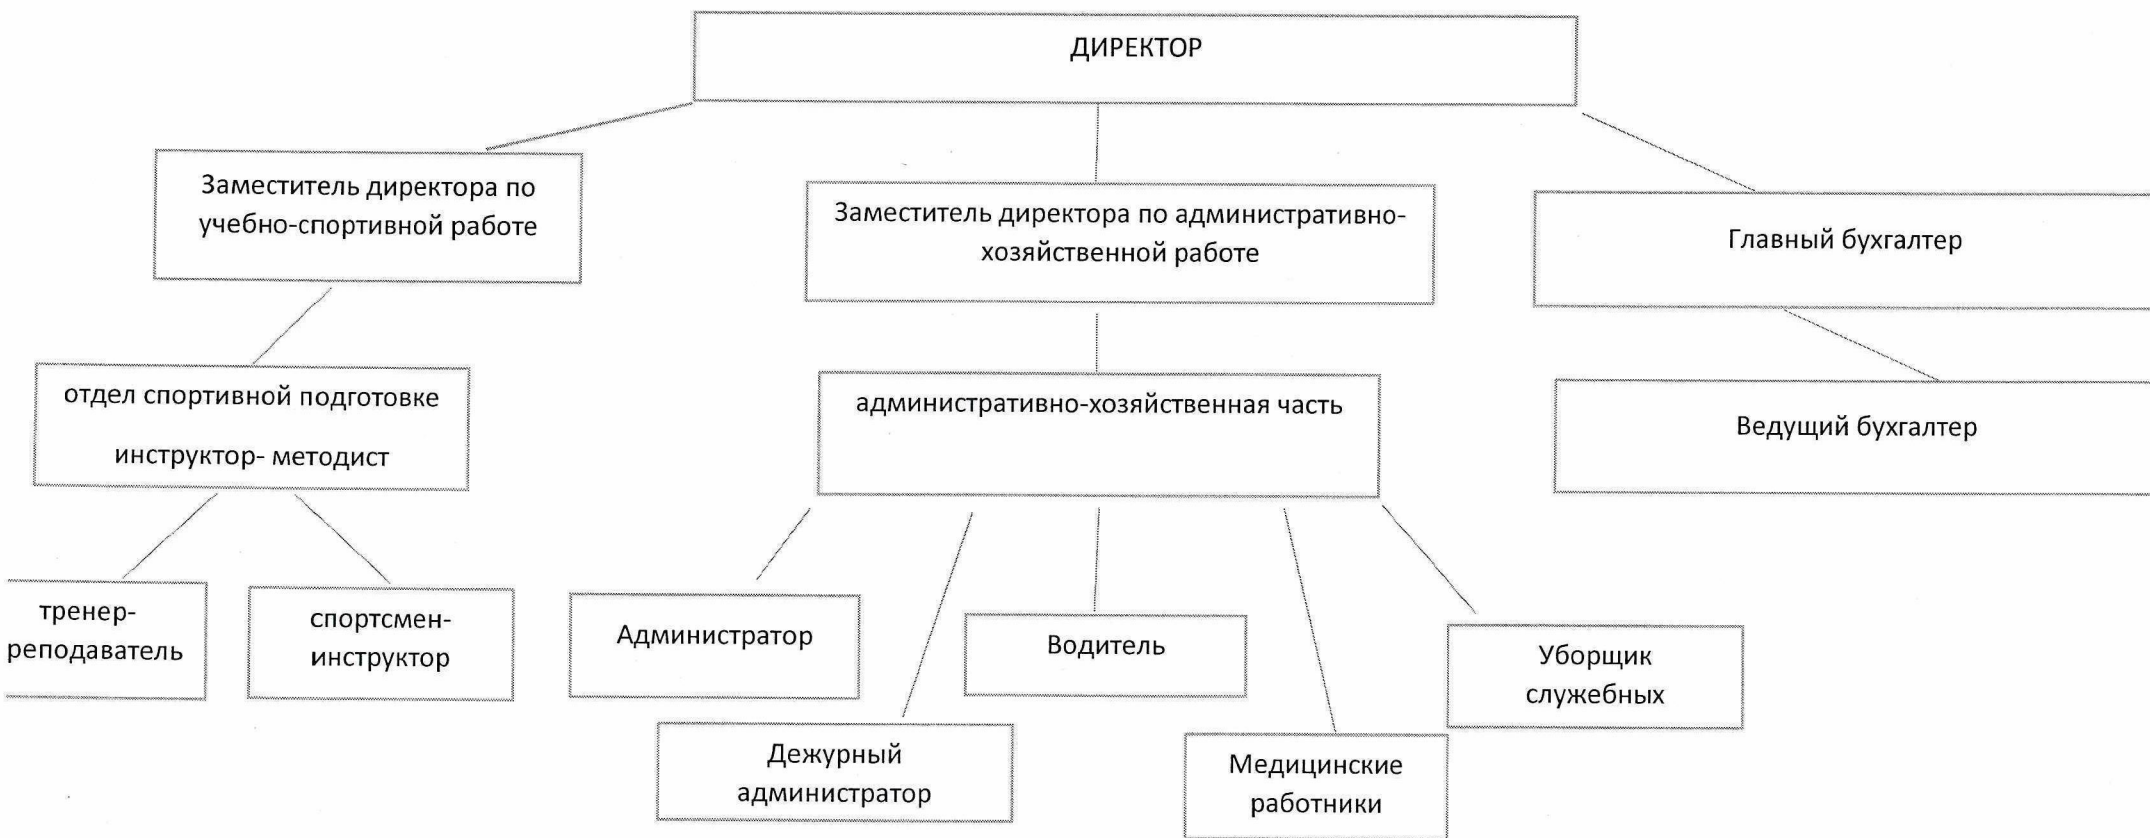 ДИРЕКТОР
Заместитель директора по
учебно-спортивной работе
Заместитель директора по административно-
хозяйственной работе
Главный бухгалтер
отдел спортивной подготовке
инструктор- методист
административно-хозяйственная часть
Ведущий бухгалтер
тренер-
реподаватель
спортсмен-
инструктор
Администратор
Водитель
Уборщик
служебных
Дежурный
администратор
Медицинские
работники